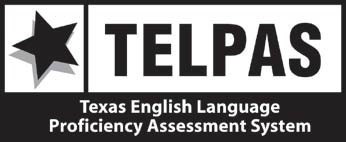 TELPAS
Texas English Language
Proficiency Assessment System